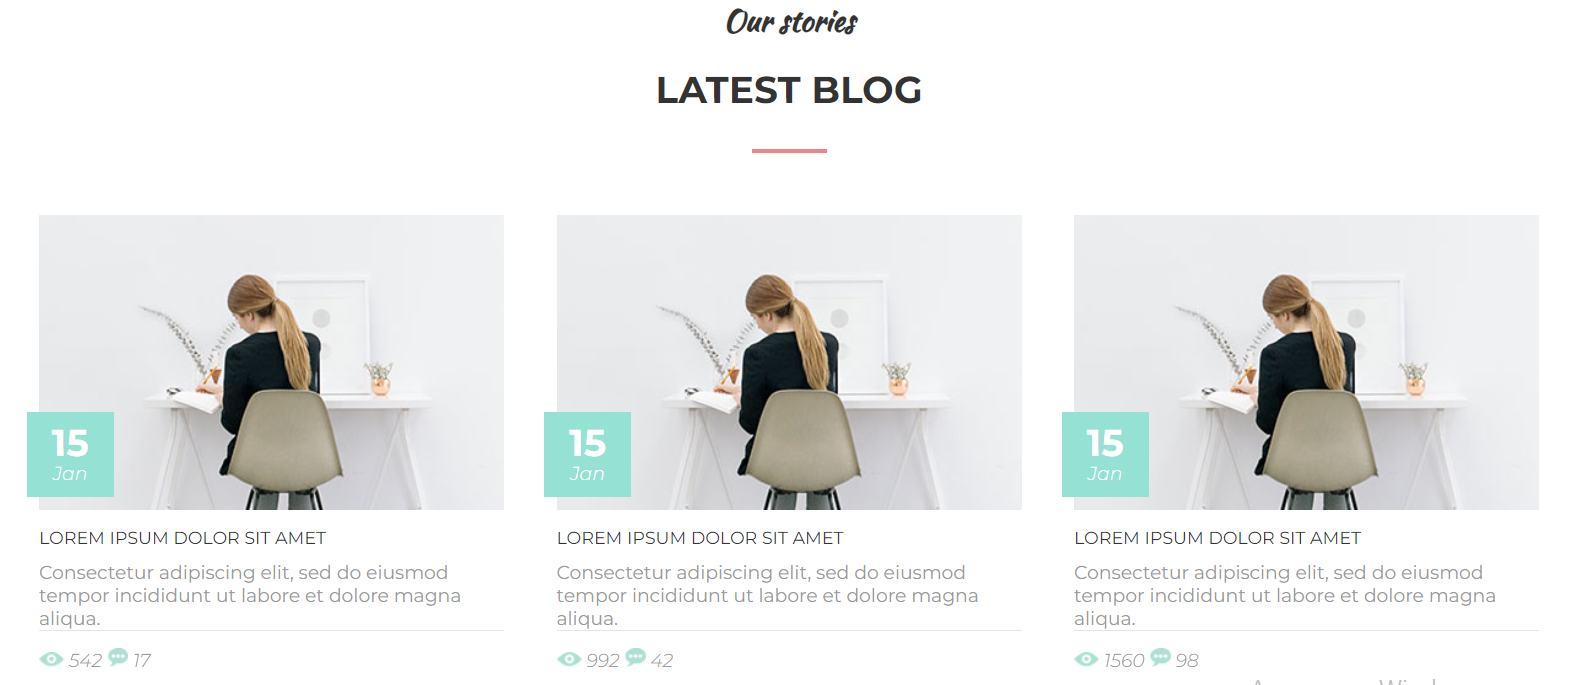 Our stories
LATEST BLOG
15
Jan
LOREM IPSUM DOLOR SIT AMET
Consectetur adipiscing elit, sed do eiusmod
tempor incididunt ut labore et dolore magna
aliqua.
542 17
15
Jan
LOREM IPSUM DOLOR SIT AMET
Consectetur adipiscing elit, sed do eiusmod
tempor incididunt ut labore et dolore magna
aliqua.
992 42
15
Jan
LOREM IPSUM DOLOR SIT AMET
Consectetur adipiscing elit, sed do eiusmod
tempor incididunt ut labore et dolore magna
aliqua.
1560 98